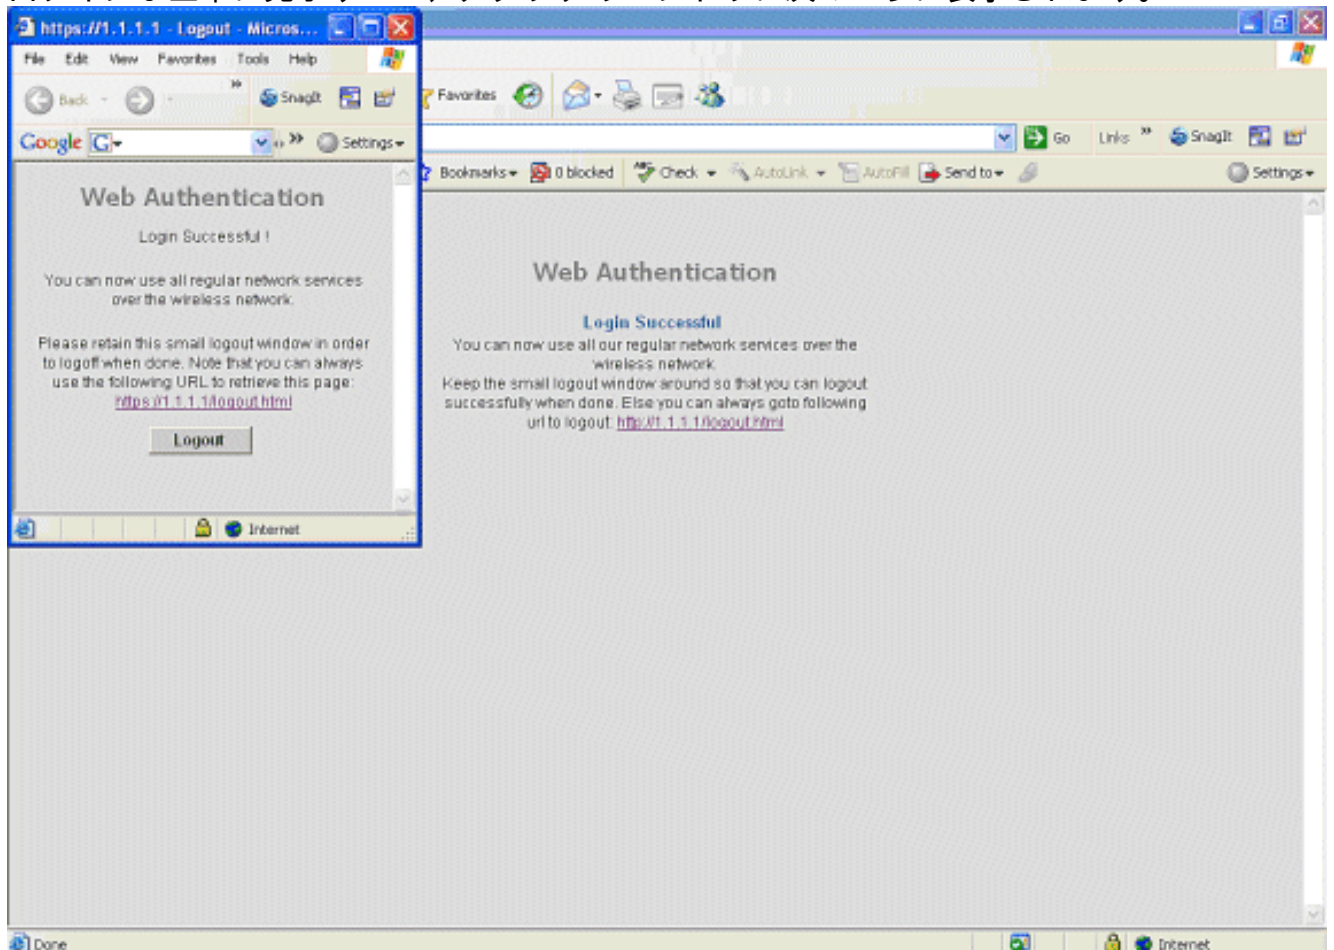 https://1.1.1.1 - Logout - Micros...
File Edit View Favorites Tools Help
Back
SnagIt
Favorites
Google G
Settings
Go Links » SnagIt
Bookmarks 0 blocked Check AutoLink AutoFill Send to Settings
Web Authentication
Login Successful !
You can now use all regular network services
over the wireless network.
Please retain this small logout window in order
to logoff when done. Note that you can always
use the following URL to retrieve this page:
https://1.1.1.1/logout.html
Logout
Internet
Web Authentication
Login Successful
You can now use all our regular network services over the
wireless network
Keep the small logout window around so that you can logout
successfully when done. Else you can always goto following
url to logout: http://1.1.1.1/logout.html
Done
Internet